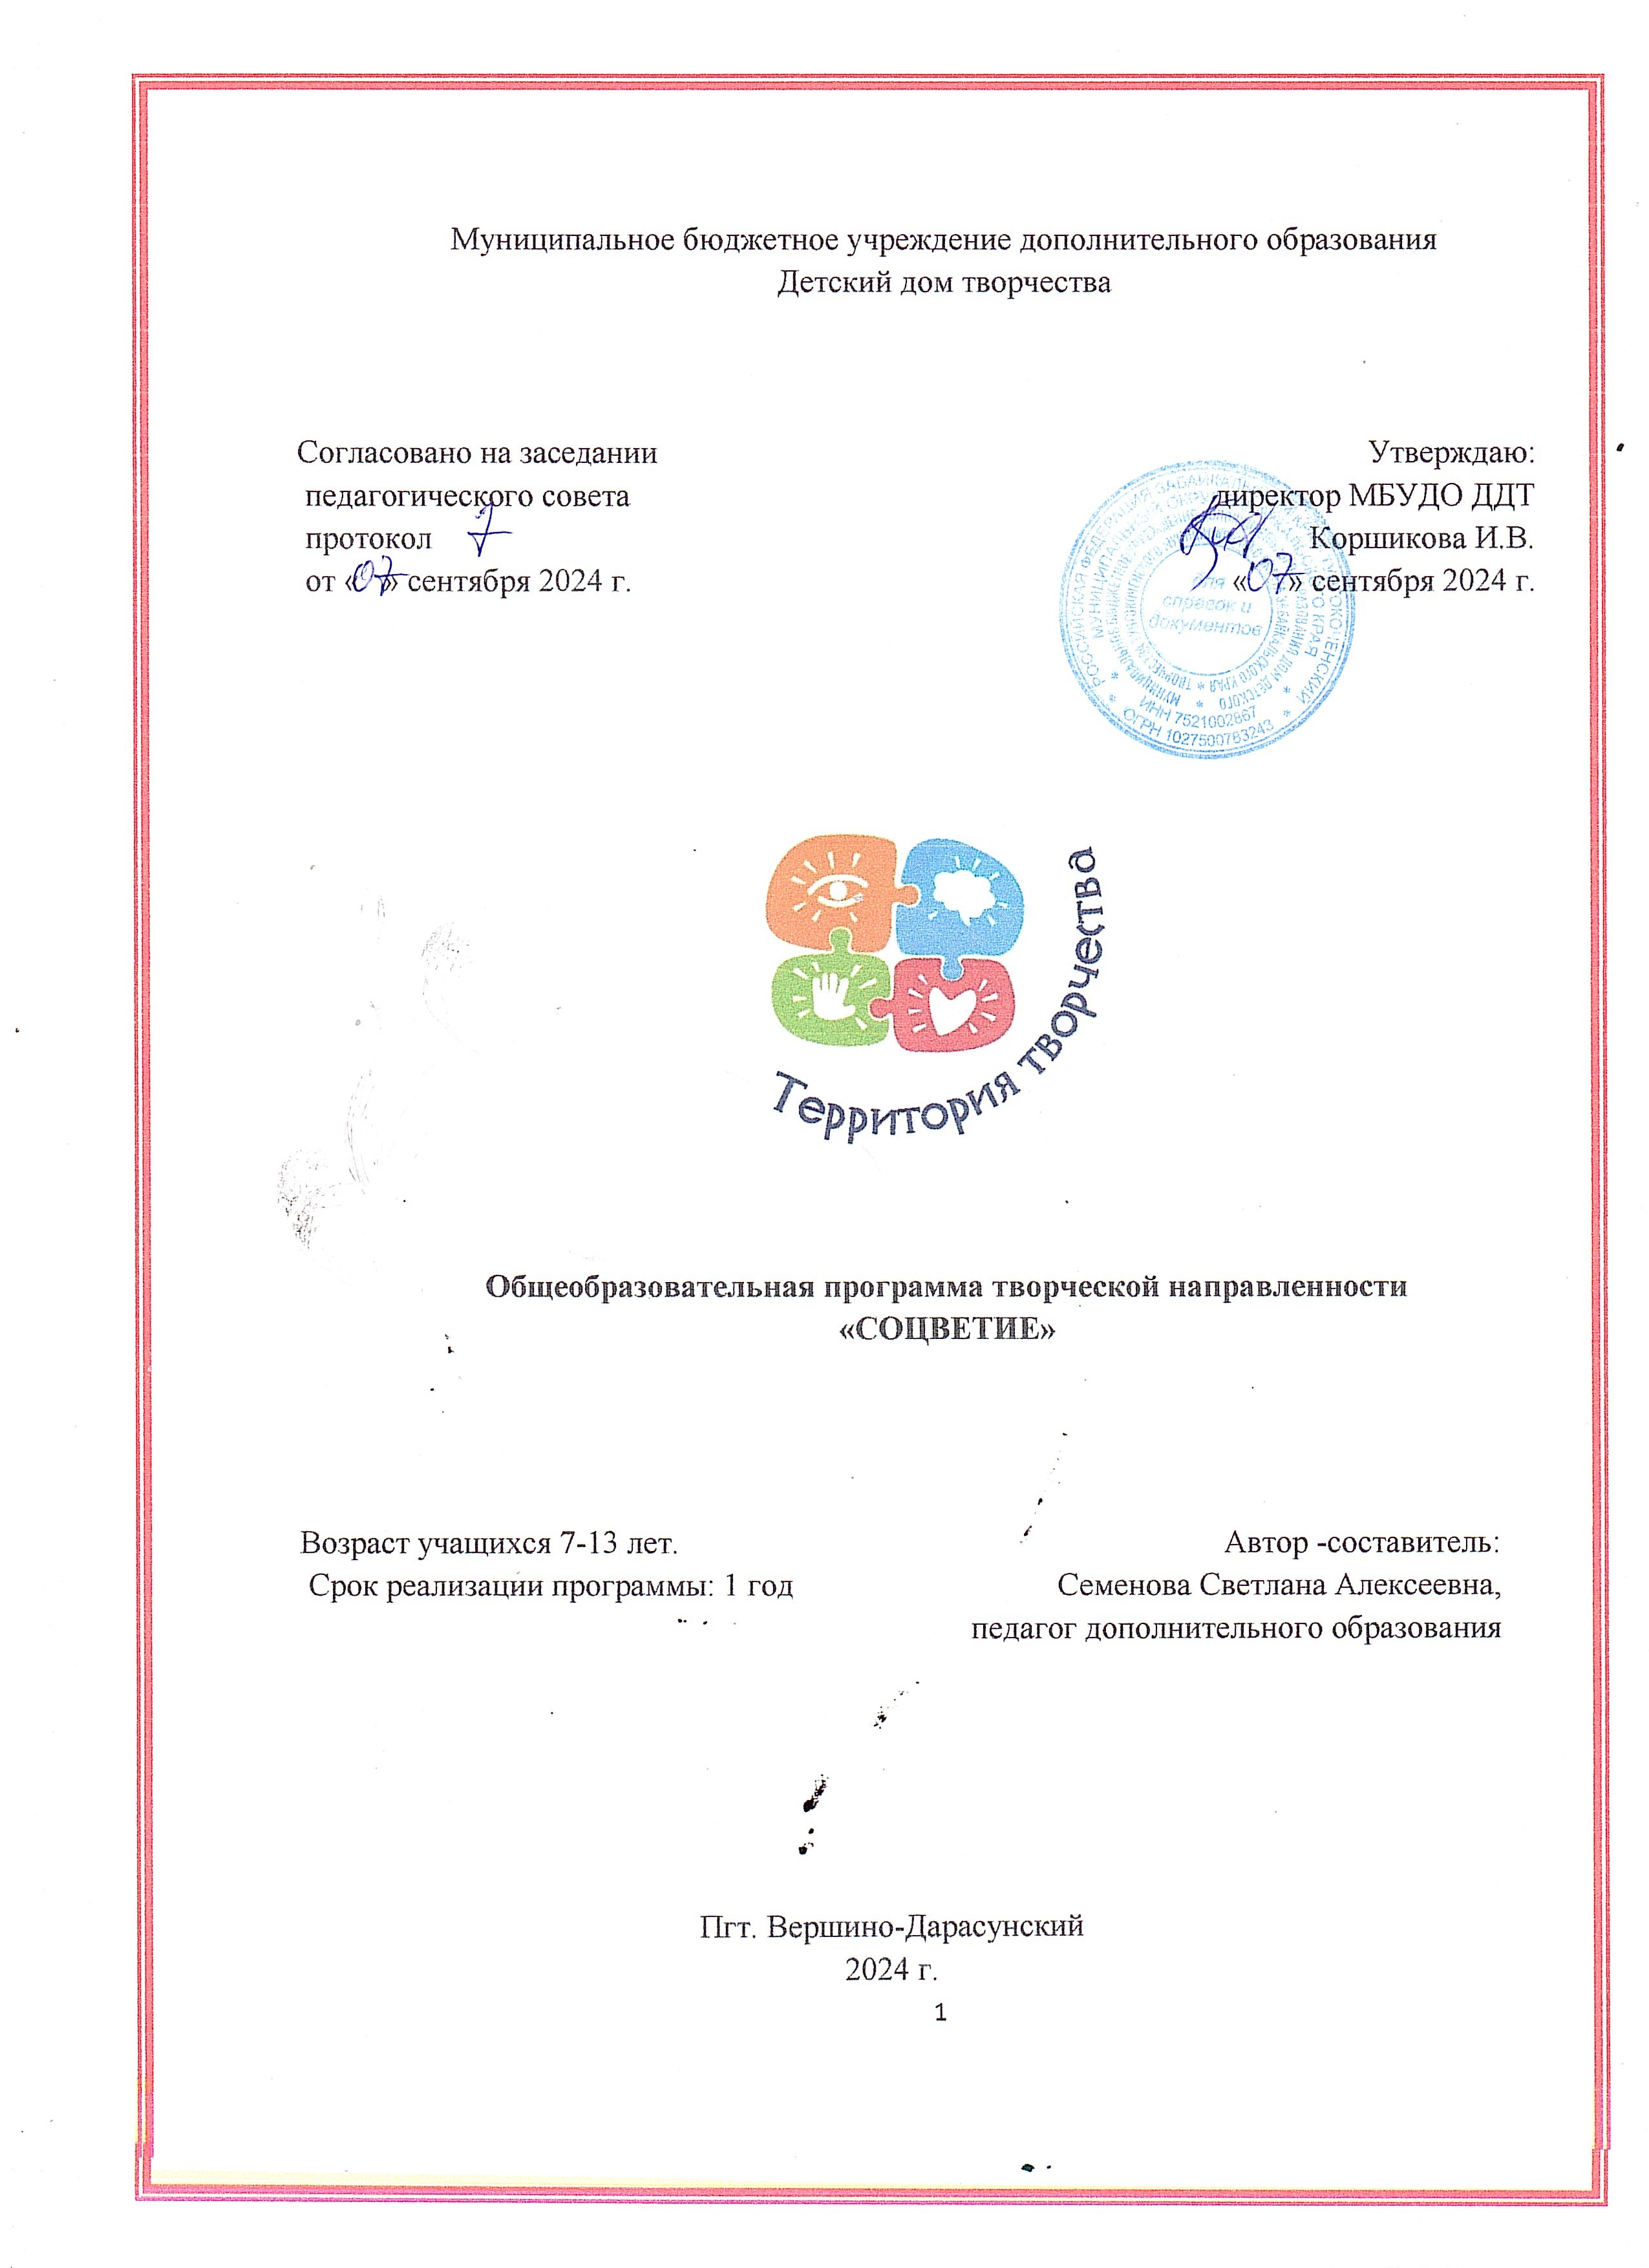 Муниципальное бюджетное учреждение дополнительного образования
Детский дом творчества
Согласовано на заседании
педагогического совета
протокол
от «07» сентября 2024 г.
Утверждаю:
директор МБУДО ДДТ
Коршикова И.В.
«07» сентября 2024 г.
для
справок и
документов
ИНН 7521002867
ОГРН 1027500783243
Территория творчества
Общеобразовательная программа творческой направленности
«СОЦВЕТИЕ»
Возраст учащихся 7-13 лет.
Срок реализации программы: 1 год
Автор -составитель:
Семенова Светлана Алексеевна,
педагог дополнительного образования
Пгт. Вершино-Дарасунский
2024 г.
1